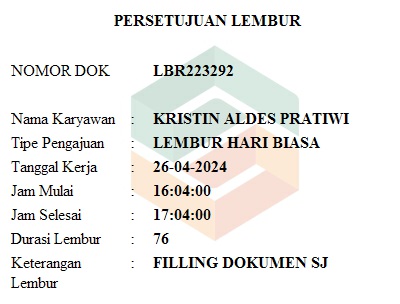 PERSETUJUAN LEMBUR
NOMOR DOK LBR223292
Nama Karyawan : KRISTIN ALDES PRATIWI
Tipe Pengajuan : LEMBUR HARI BIASA
Tanggal Kerja : 26-04-2024
Jam Mulai : 16:04:00
Jam Selesai : 17:04:00
Durasi Lembur : 76
Keterangan : FILLING DOKUMEN SJ
Lembur